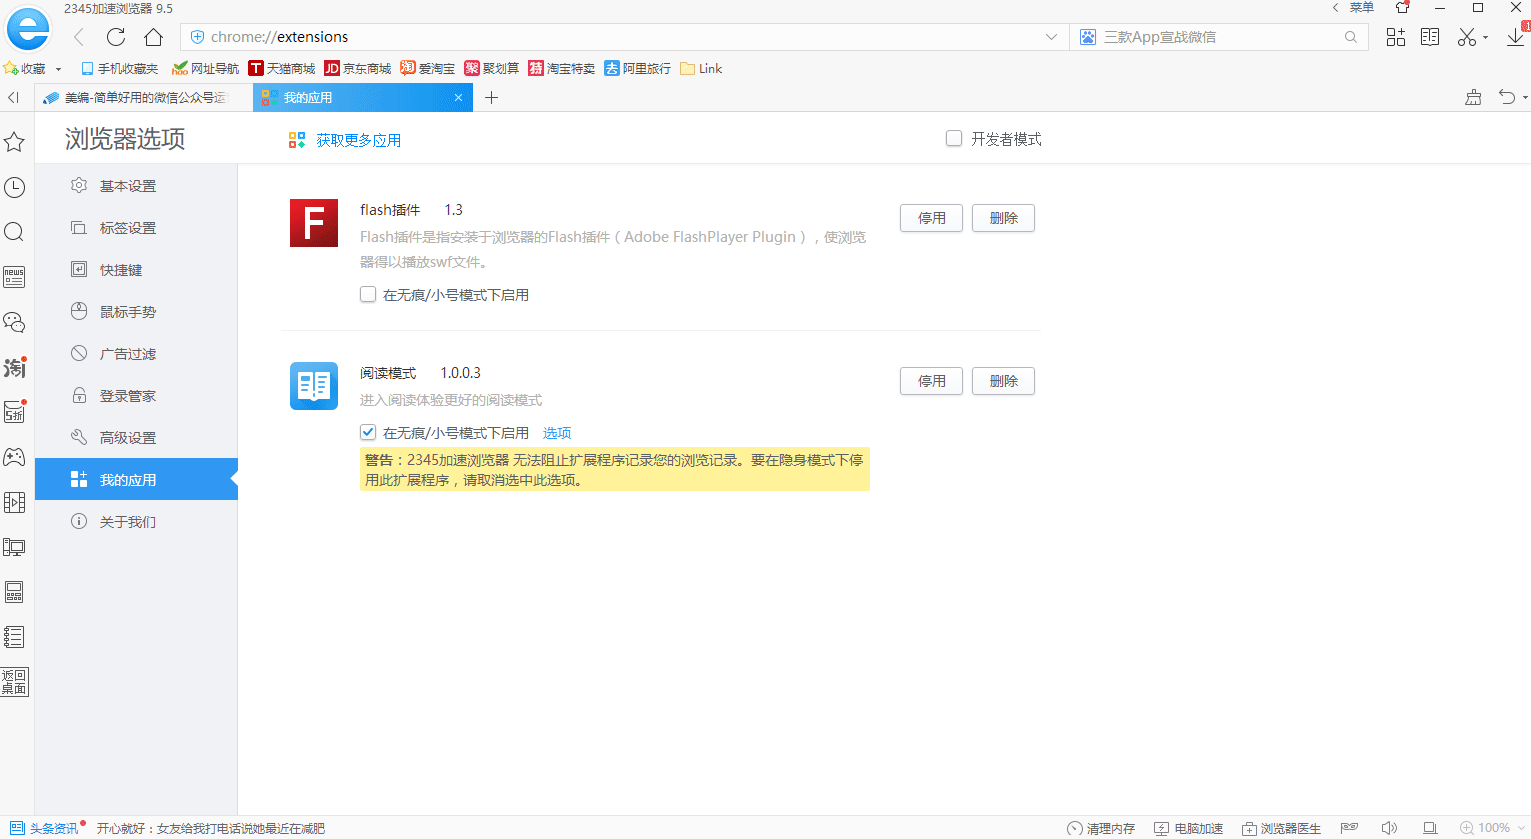 2345加速浏览器 9.5
菜单
chrome://extensions
三款App宣战微信
1
收藏
手机收藏夹
网址导航
T 天猫商城
JD 京东商城
淘 爱淘宝
聚 聚划算
特 淘宝特卖
去 阿里旅行
Link
美编-简单好用的微信公众号运
我的应用
浏览器选项
获取更多应用
开发者模式
news
淘
5折
返回
桌面
基本设置
标签设置
快捷键
鼠标手势
广告过滤
登录管家
高级设置
我的应用
关于我们
F
flash插件 1.3
Flash插件是指安装于浏览器的Flash插件（Adobe FlashPlayer Plugin），使浏览
器得以播放swf文件。
在无痕/小号模式下启用
停用
删除
阅读模式 1.0.0.3
进入阅读体验更好的阅读模式
在无痕/小号模式下启用 选项
警告：2345加速浏览器 无法阻止扩展程序记录您的浏览记录。要在隐身模式下停
用此扩展程序，请取消选中此选项。
停用
删除
头条资讯
开心就好：女友给我打电话说她最近在减肥
清理内存
电脑加速
浏览器医生
100%